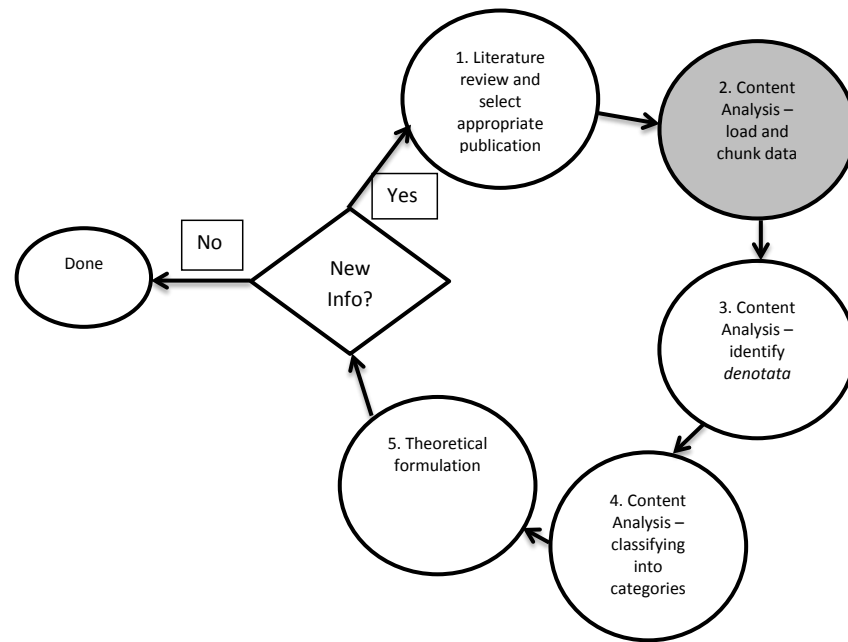 1. Literature
review and
select
appropriate
publication
2. Content
Analysis –
load and
chunk data
Yes
No
Done
New
Info?
3. Content
Analysis –
identify
denotata
5. Theoretical
formulation
4. Content
Analysis –
classifying
into
categories